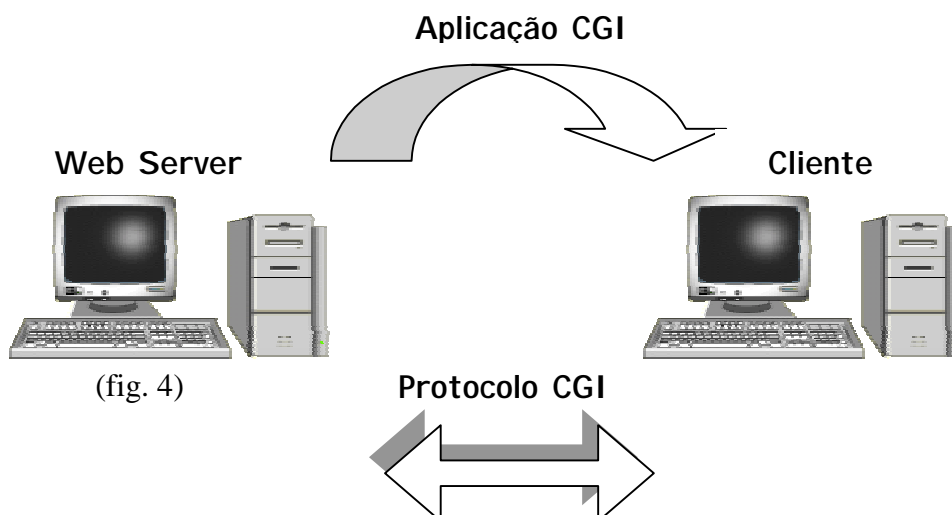 Aplicação CGI
Web Server
Cliente
(fig. 4)
Protocolo CGI